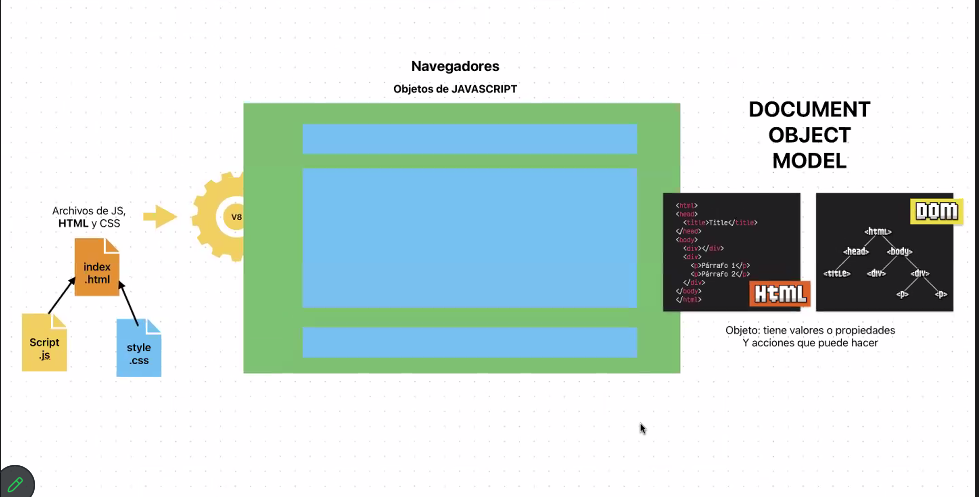 Navegadores
Objetos de JAVASCRIPT
Archivos de JS,
HTML y CSS
index
.html
Script
.js
style
.css
V8
DOCUMENT
OBJECT
MODEL
<html>
<head>
<title>Title</title>
</head>
<body>
<div></div>
<div>
<p>Párrafo 1</p>
<p>Párrafo 2</p>
</div>
</body>
</html>
HTML
DOM
<html>
<head> <body>
<title> <div> <div>
<p> <p>
Objeto: tiene valores o propiedades
Y acciones que puede hacer